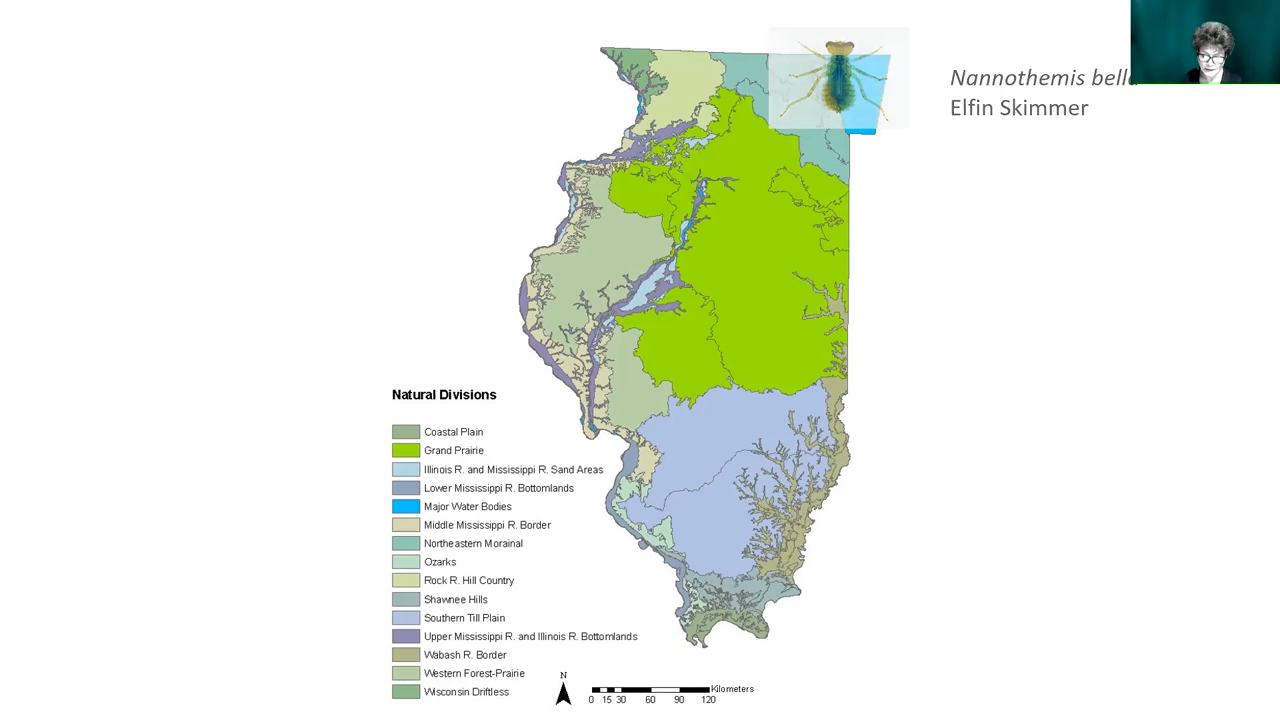 Nannothemis bella
Elfin Skimmer
Natural Divisions
Coastal Plain
Grand Prairie
Illinois R. and Mississippi R. Sand Areas
Lower Mississippi R. Bottomlands
Major Water Bodies
Middle Mississippi R. Border
Northeastern Morainal
Ozarks
Rock R. Hill Country
Shawnee Hills
Southern Till Plain
Upper Mississippi R. and Illinois R. Bottomlands
Wabash R. Border
Western Forest-Prairie
Wisconsin Driftless
N
Kilometers
0 15 30 60 90 120